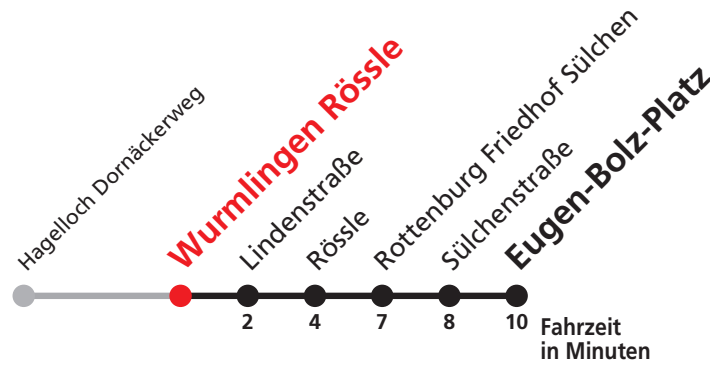 Hagelloch Dornäckerweg
Wurmlingen Rössle
Lindenstraße
Rössle
Rottenburg Friedhof Sülchen
Sülchenstraße
Eugen-Bolz-Platz
2 4 7 8 10
Fahrzeit
in Minuten